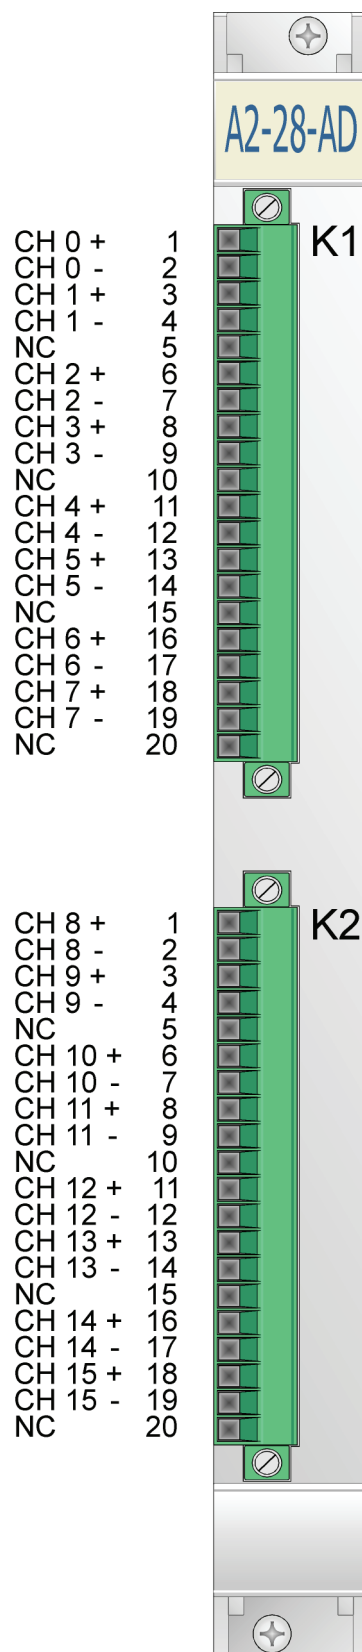 A2-28-AD
K1
CH 0 + 1
CH 0 - 2
CH 1 + 3
CH 1 - 4
NC 5
CH 2 + 6
CH 2 - 7
CH 3 + 8
CH 3 - 9
NC 10
CH 4 + 11
CH 4 - 12
CH 5 + 13
CH 5 - 14
NC 15
CH 6 + 16
CH 6 - 17
CH 7 + 18
CH 7 - 19
NC 20
K2
CH 8 + 1
CH 8 - 2
CH 9 + 3
CH 9 - 4
NC 5
CH 10 + 6
CH 10 - 7
CH 11 + 8
CH 11 - 9
NC 10
CH 12 + 11
CH 12 - 12
CH 13 + 13
CH 13 - 14
NC 15
CH 14 + 16
CH 14 - 17
CH 15 + 18
CH 15 - 19
NC 20